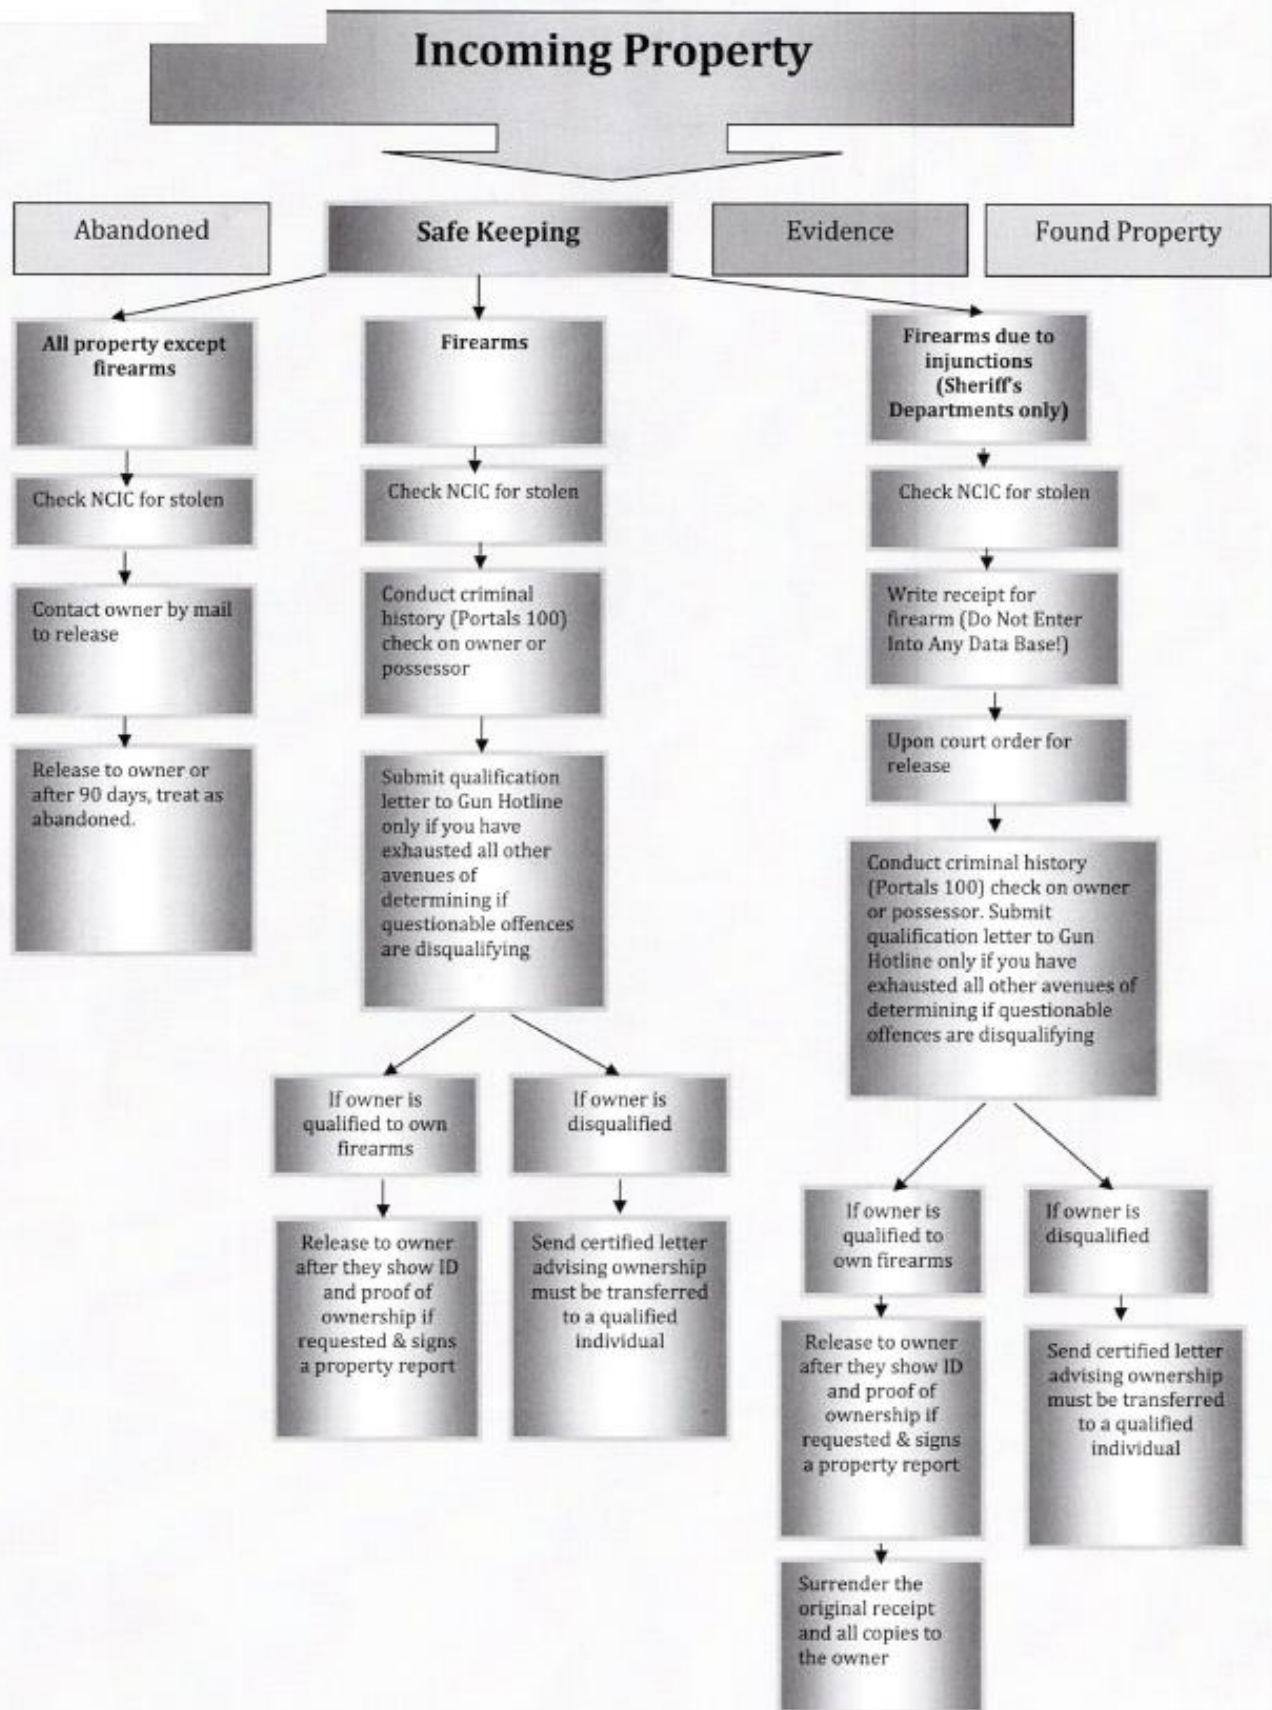 Incoming Property
Abandoned
Safe Keeping
Evidence
Found Property
All property except
firearms
Check NCIC for stolen
Contact owner by mail
to release
Release to owner or
after 90 days, treat as
abandoned.
Firearms
Check NCIC for stolen
Conduct criminal
history (Portals 100)
check on owner or
possessor
Submit qualification
letter to Gun Hotline
only if you have
exhausted all other
avenues of
determining if
questionable offences
are disqualifying
If owner is
qualified to own
firearms
Release to owner
after they show ID
and proof of
ownership if
requested & signs
a property report
If owner is
disqualified
Send certified letter
advising ownership
must be transferred
to a qualified
individual
Firearms due to
injunctions
(Sheriff's
Departments only)
Check NCIC for stolen
Write receipt for
firearm (Do Not Enter
Into Any Data Base!)
Upon court order for
release
Conduct criminal history
(Portals 100) check on owner
or possessor. Submit
qualification letter to Gun
Hotline only if you have
exhausted all other avenues of
determining if questionable
offences are disqualifying
If owner is
qualified to
own firearms
Release to owner
after they show ID
and proof of
ownership if
requested & signs
a property report
Surrender the
original receipt
and all copies to
the owner
If owner is
disqualified
Send certified letter
advising ownership
must be transferred
to a qualified
individual